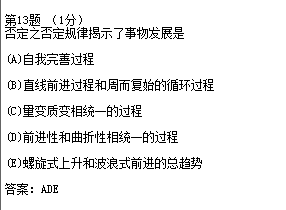 第13题 （1分）
否定之否定规律揭示了事物发展是
(A)自我完善过程
(B)直线前进过程和周而复始的循环过程
(C)量变质变相统一的过程
(D)前进性和曲折性相统一的过程
(E)螺旋式上升和波浪式前进的总趋势
答案：ADE